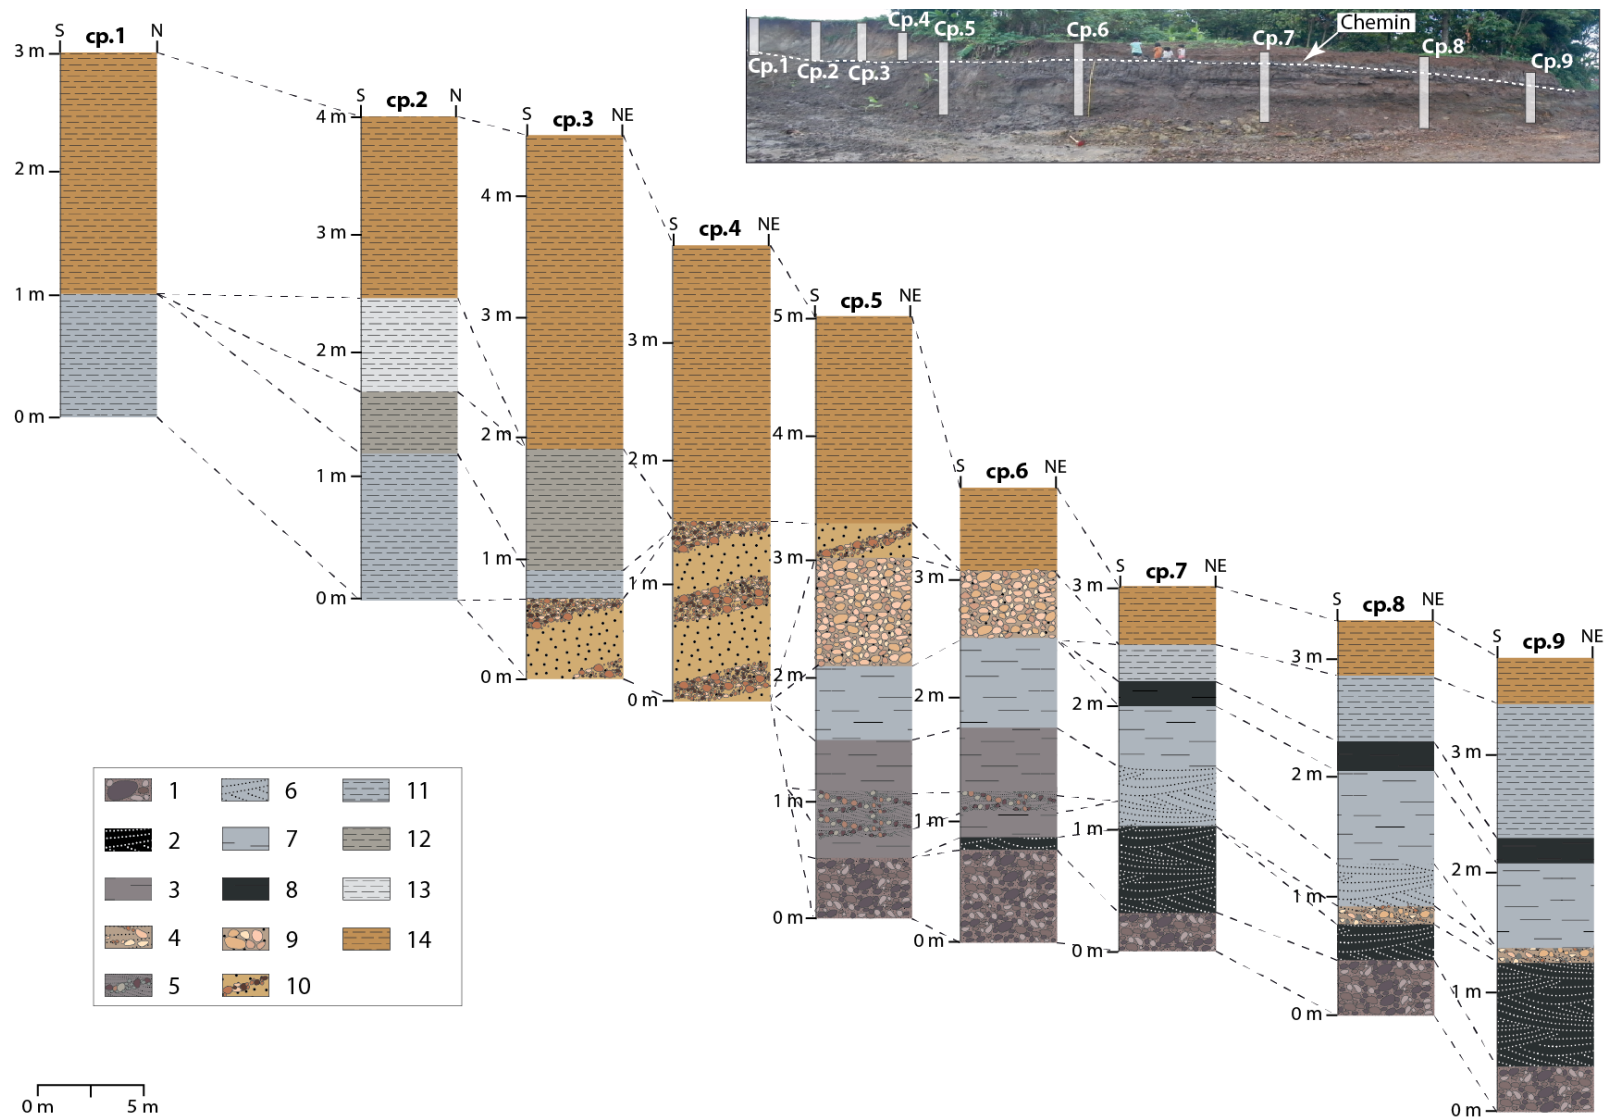 S cp.1 N
3 m
2 m
1 m
0 m
S cp.2 N
4 m
3 m
2 m
1 m
0 m
S cp.3 NE
4 m
3 m
2 m
1 m
0 m
S cp.4 NE
3 m
2 m
1 m
0 m
S cp.5 NE
5 m
4 m
3 m
2 m
1 m
0 m
S cp.6 NE
3 m
2 m
1 m
0 m
S cp.7 NE
3 m
2 m
1 m
0 m
S cp.8 NE
3 m
2 m
1 m
0 m
S cp.9 NE
3 m
2 m
1 m
0 m
Cp.1
Cp.2
Cp.3
Cp.4
Cp.5
Cp.6
Cp.7
Chemin
Cp.8
Cp.9
1 6 11
2 7 12
3 8 13
4 9 14
5 10
0 m 5 m